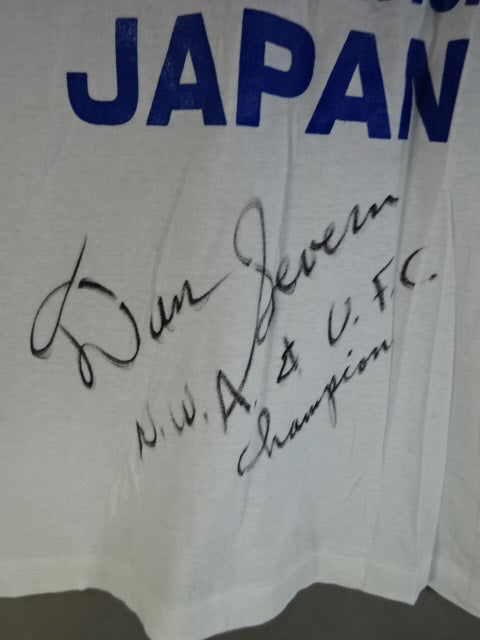 JAPAN
Dan Severn
N.W.A. & U.F.C.
Champion